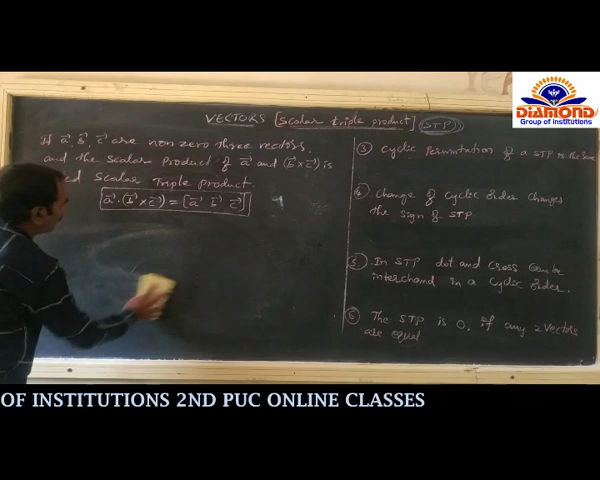 VECTORS [Scalar triple product] (STP)
If a⃗, b⃗, c⃗ are non zero three vectors,
and the scalar product of a⃗ and (b⃗×c⃗) is
Scalar Triple Product
a⃗·(b⃗×c⃗) = [a⃗ b⃗ c⃗]
③ Cyclic Permutation of a STP is the same
④ Change of Cyclic order changes
the sign of STP
⑤ In STP dot and Cross Can be
interchand in a Cyclic order.
⑥ The STP is 0, if any 2 vectors
are equal
DIAMOND
Group of Institutions
OF INSTITUTIONS 2ND PUC ONLINE CLASSES